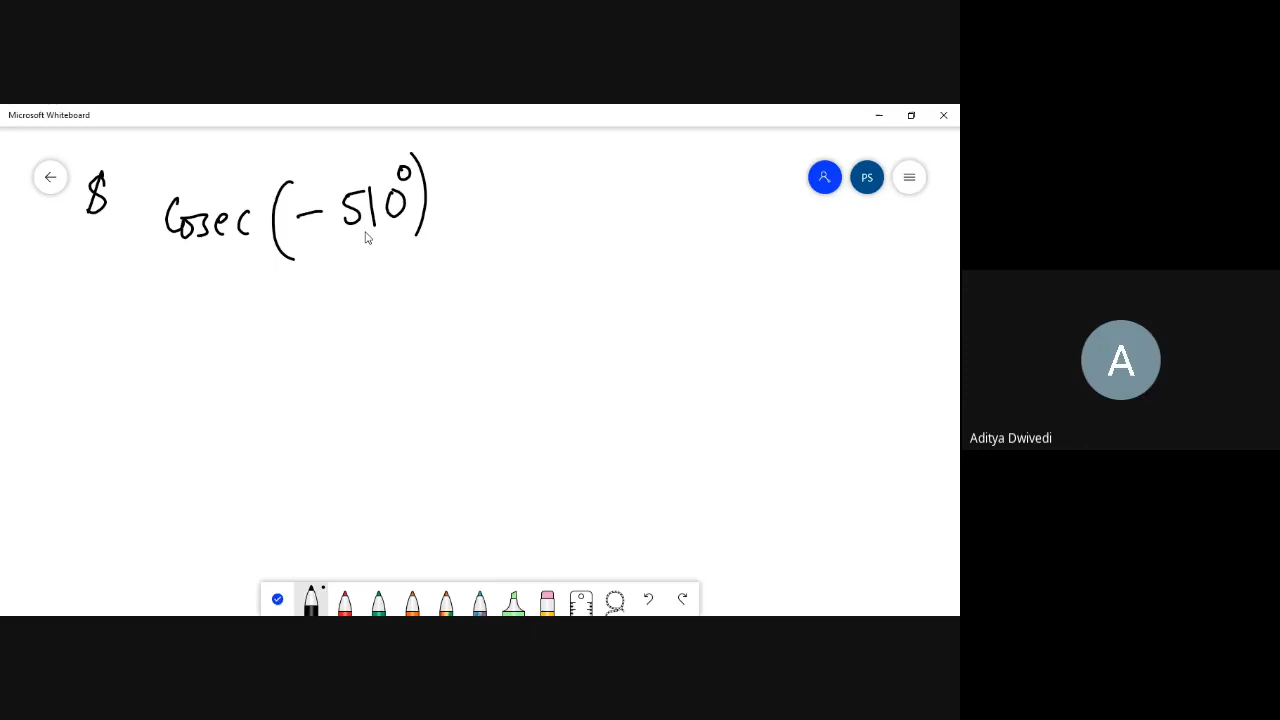 Microsoft Whiteboard
8 Cosec (- 510°)
PS
A
Aditya Dwivedi